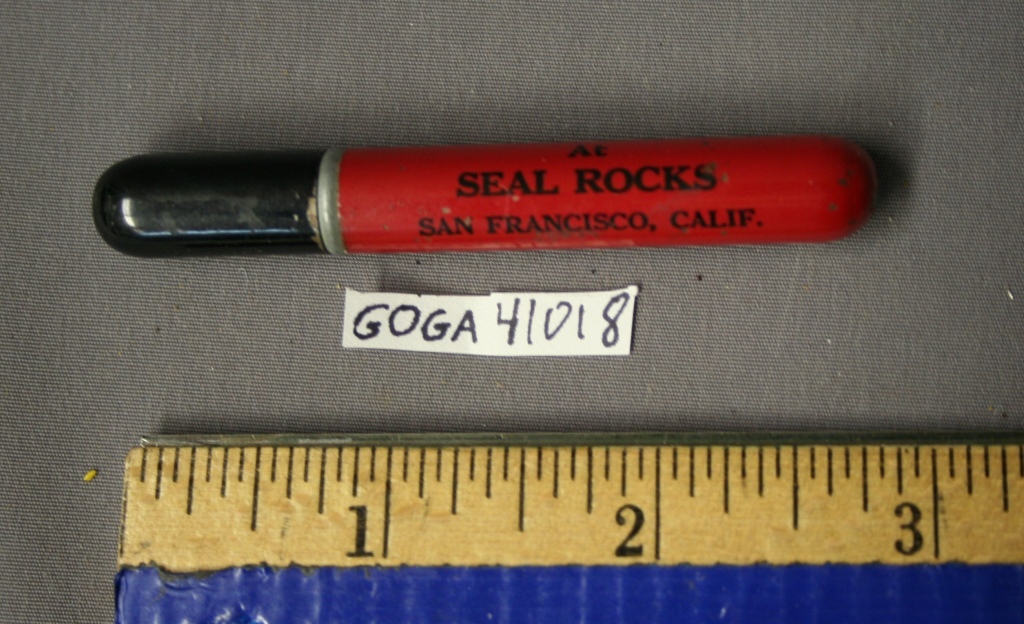 At
SEAL ROCKS
SAN FRANCISCO, CALIF.
GOGA 41018
1 2 3